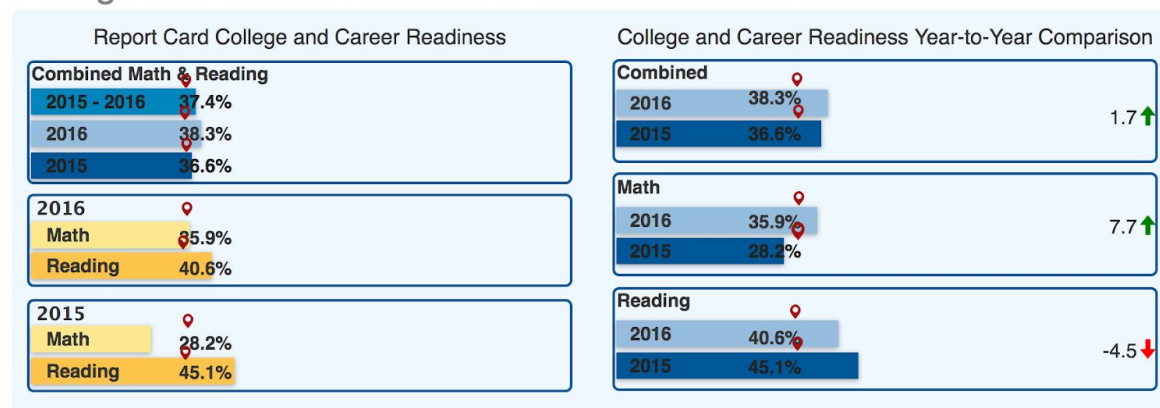 Report Card College and Career Readiness
Combined Math & Reading
2015 - 2016 37.4%
2016 38.3%
2015 36.6%
2016
Math 35.9%
Reading 40.6%
2015
Math 28.2%
Reading 45.1%
College and Career Readiness Year-to-Year Comparison
Combined
2016 38.3%
1.7
2015 36.6%
Math
2016 35.9%
7.7
2015 28.2%
Reading
2016 40.6%
-4.5
2015 45.1%